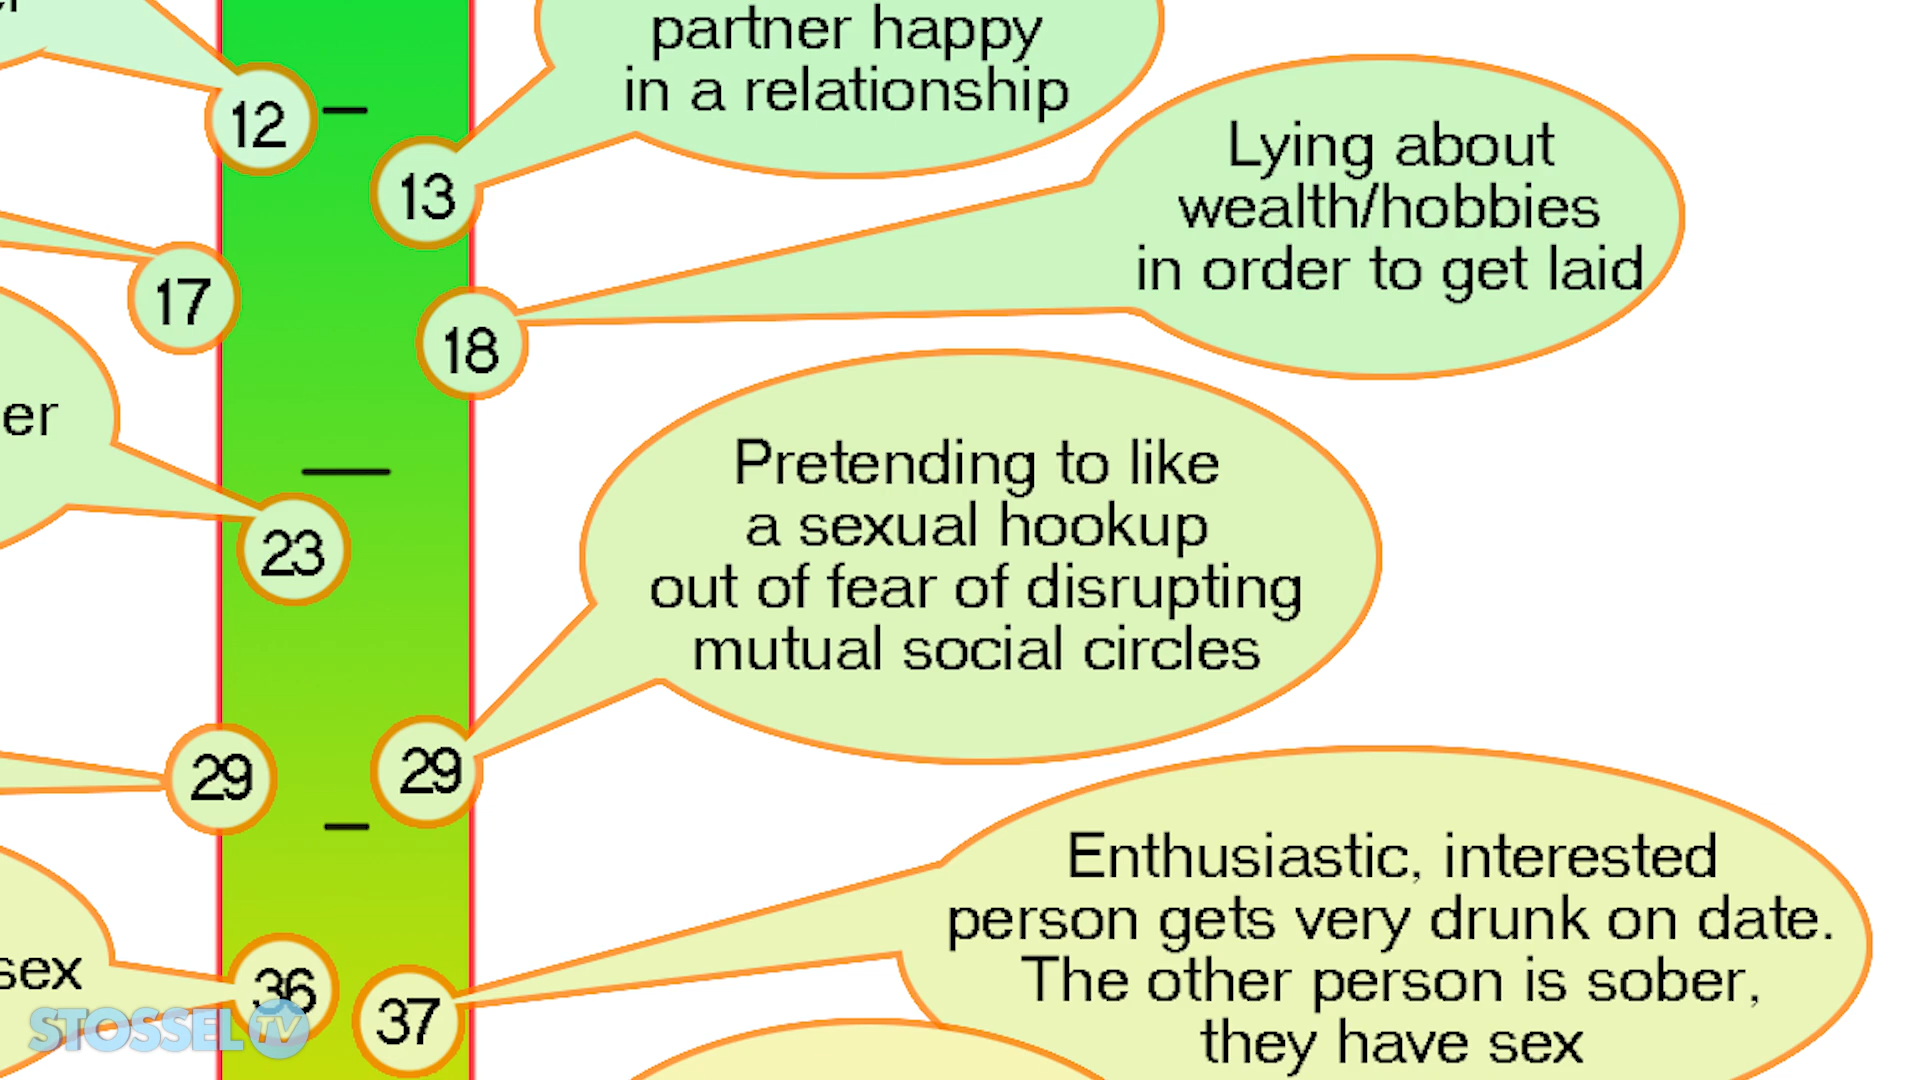 partner happy
in a relationship
12
13
Lying about
wealth/hobbies
in order to get laid
17
18
er
Pretending to like
a sexual hookup
out of fear of disrupting
mutual social circles
23
29
29
Enthusiastic, interested
person gets very drunk on date.
The other person is sober,
they have sex
sex
36
37
STOSSEL TV